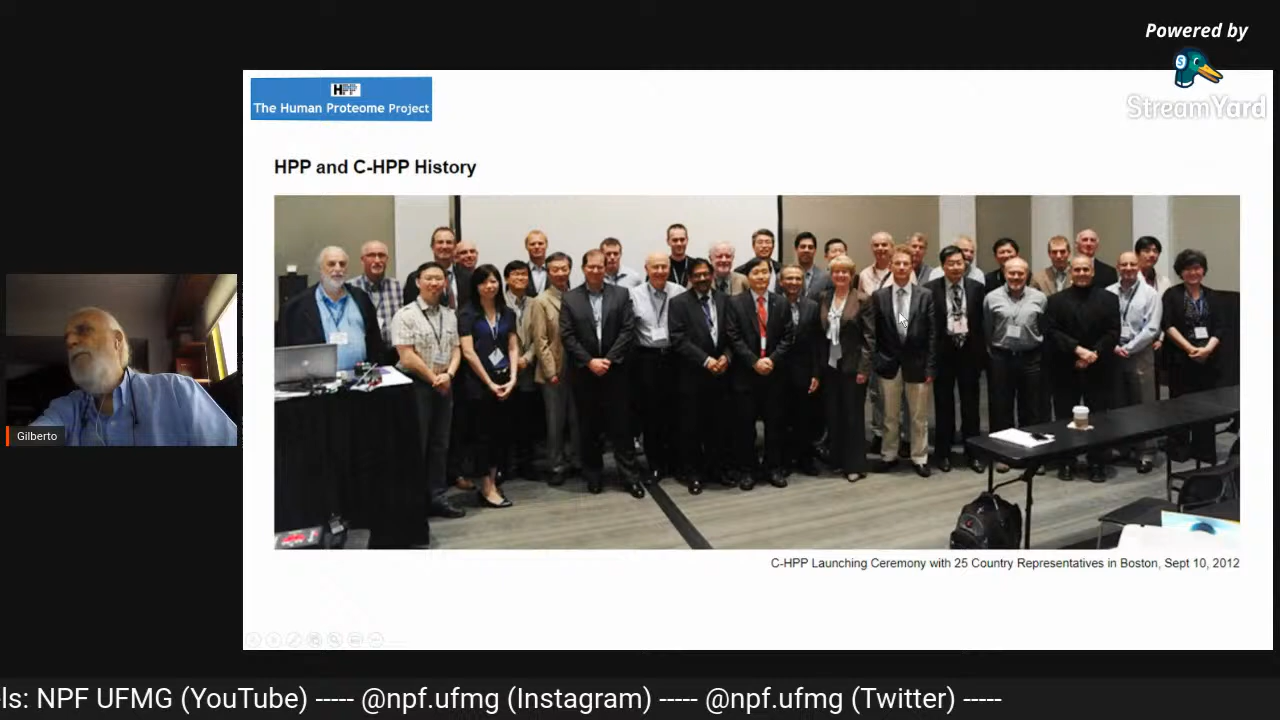 Powered by
StreamYard
HPP
The Human Proteome Project
HPP and C-HPP History
C-HPP Launching Ceremony with 25 Country Representatives in Boston, Sept 10, 2012
Gilberto
ls: NPF UFMG (YouTube) ----- @npf.ufmg (Instagram) ----- @npf.ufmg (Twitter) -----